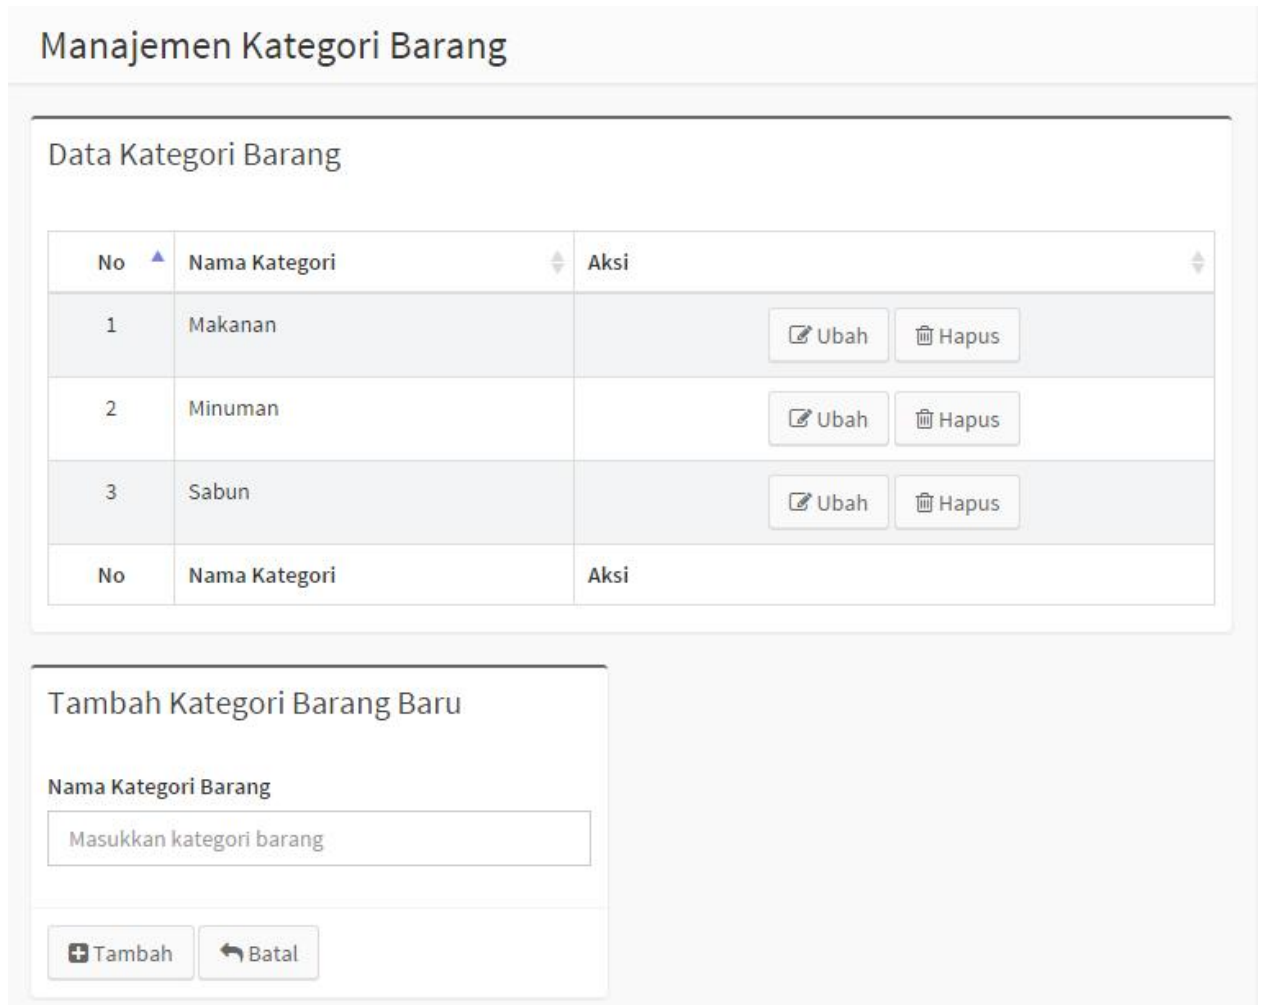 Manajemen Kategori Barang
Data Kategori Barang
No Nama Kategori Aksi
1 Makanan Ubah Hapus
2 Minuman Ubah Hapus
3 Sabun Ubah Hapus
No Nama Kategori Aksi
Tambah Kategori Barang Baru
Nama Kategori Barang
Masukkan kategori barang
Tambah Batal